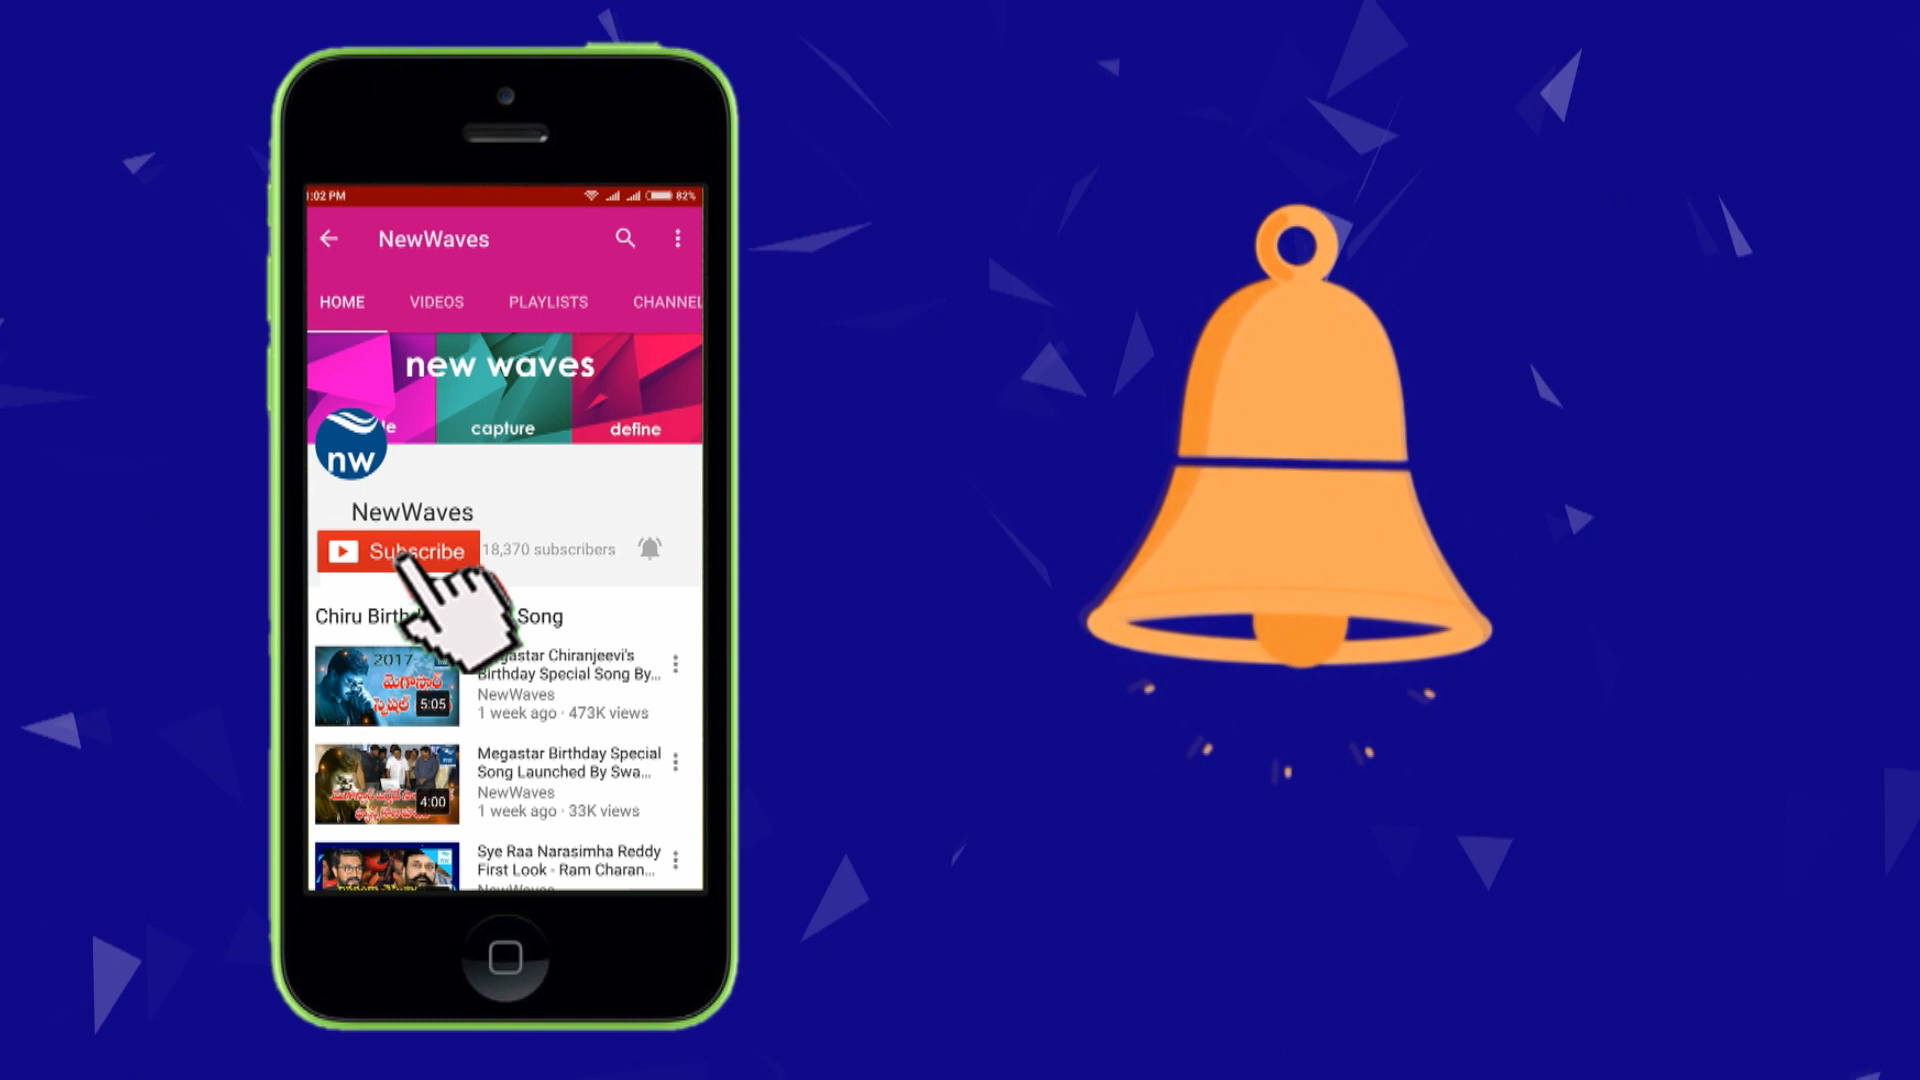 1:02 PM
82%
NewWaves
HOME VIDEOS PLAYLISTS CHANNEL
new waves
capture
define
nw
NewWaves
Subscribe
18,370 subscribers
Chiru
Song
Chiranjeevi's
Birthday Special Song By...
NewWaves
1 week ago · 473K views
2017
మెగాస్టార్
స్పెషల్
5:05
Megastar Birthday Special
Song Launched By Swa...
NewWaves
1 week ago · 33K views
4:00
Sye Raa Narasimha Reddy
First Look - Ram Charan...